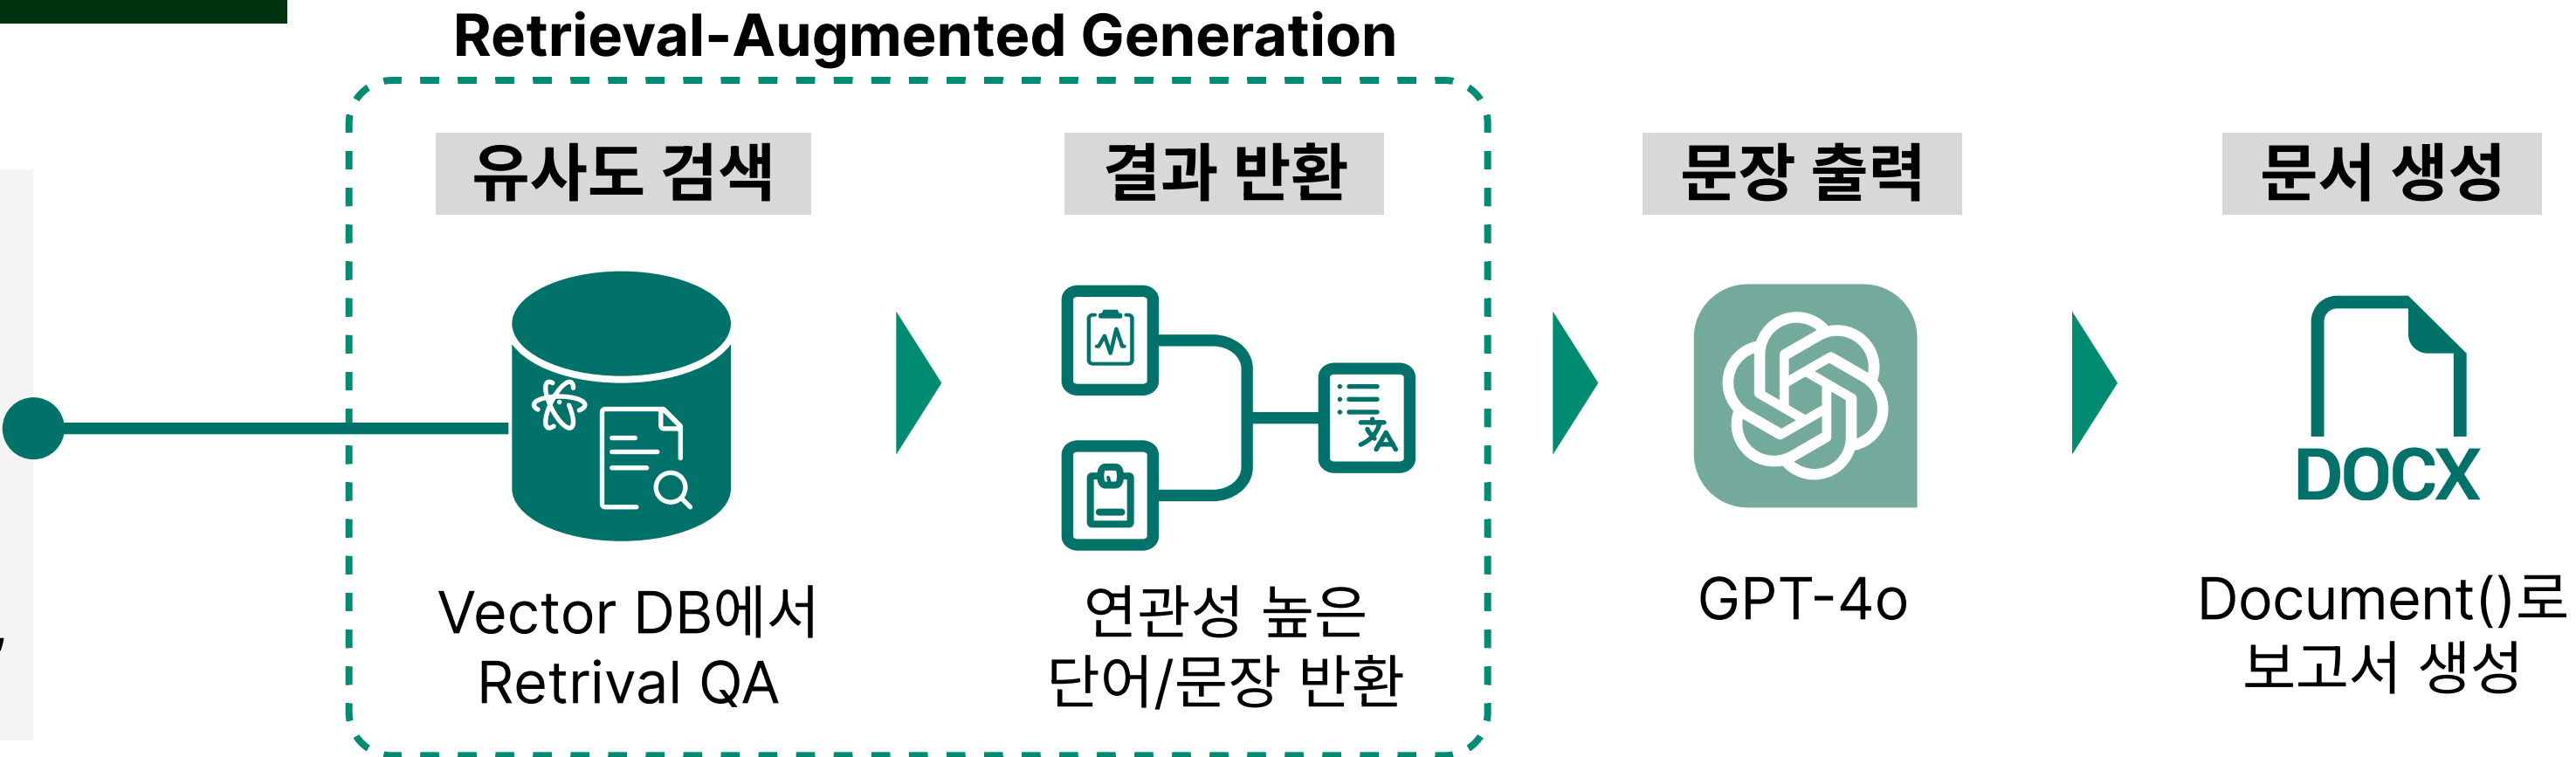 Retrieval-Augmented Generation
유사도 검색
결과 반환
문장 출력
문서 생성
DOCX
Vector DB에서
Retrival QA
연관성 높은
단어/문장 반환
GPT-4o
Document()로
보고서 생성